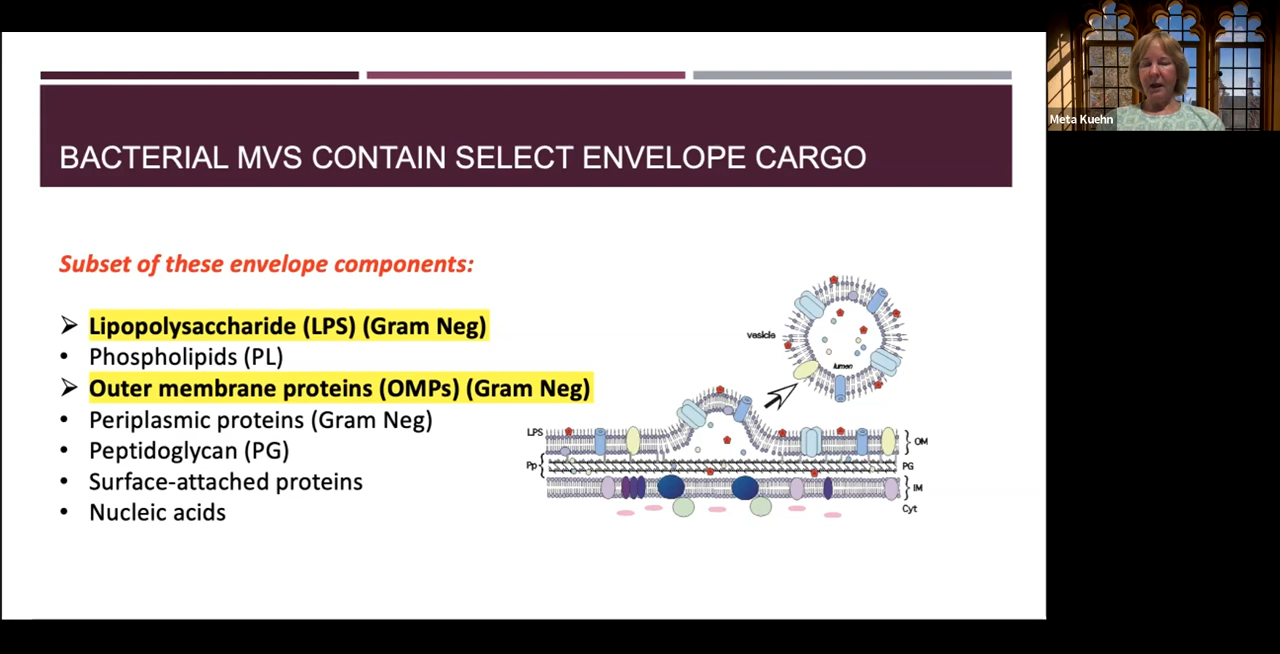 BACTERIAL MVS CONTAIN SELECT ENVELOPE CARGO
Meta Kuehn
Subset of these envelope components:
➤ Lipopolysaccharide (LPS) (Gram Neg)
• Phospholipids (PL)
➤ Outer membrane proteins (OMPs) (Gram Neg)
• Periplasmic proteins (Gram Neg)
• Peptidoglycan (PG)
• Surface-attached proteins
• Nucleic acids
vesicle
lumen
LPS
OM
Pp
PG
IM
Cyt